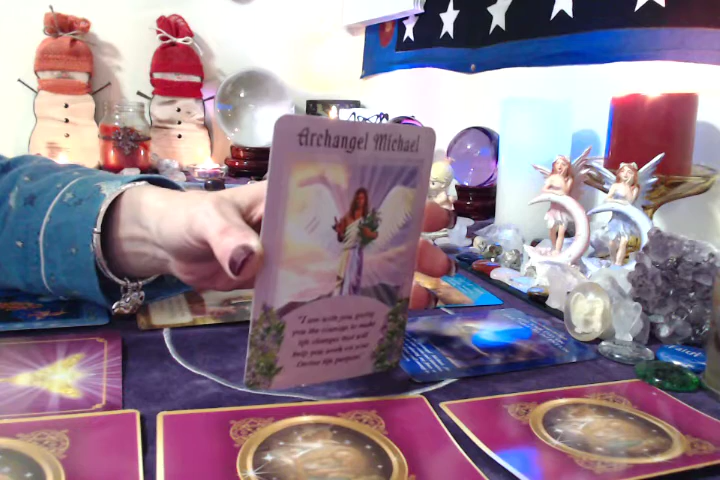 Archangel Michael
"I am with you, giving
you the courage to make
life changes that will
help you work on your
Divine life purpose."